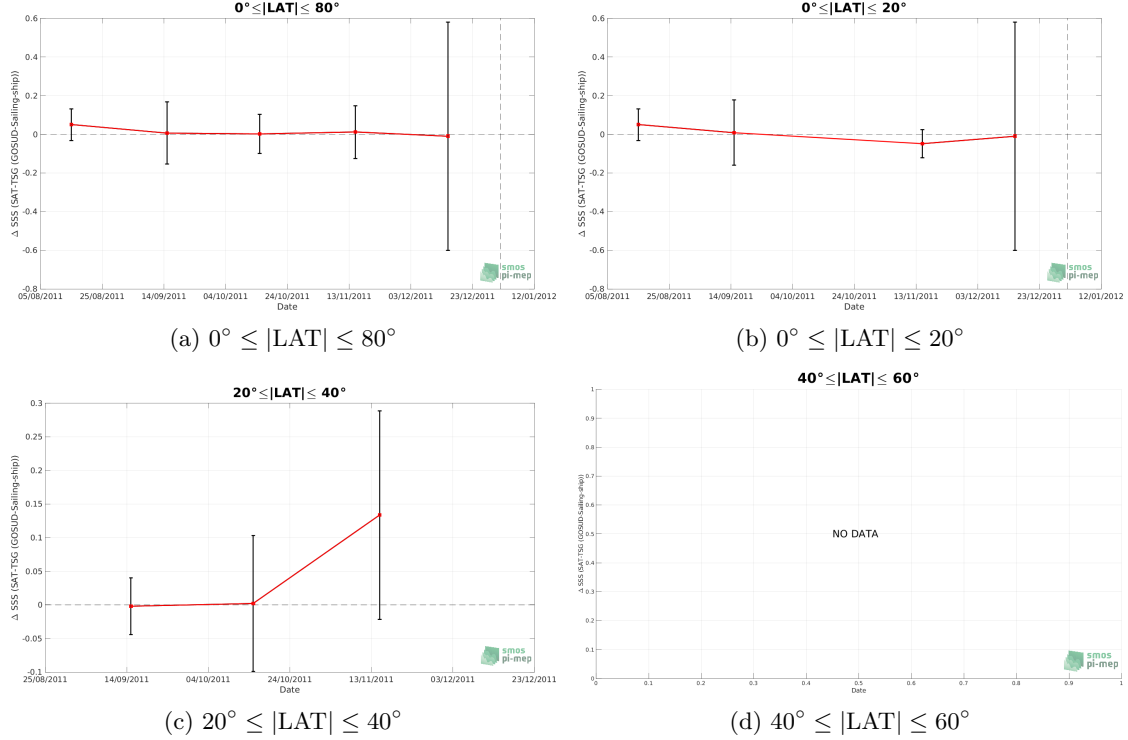 0°≤|LAT|≤ 80°
Δ SSS (SAT-TSG (GOSUD-Sailing-ship))
0.6
0.4
0.2
0
-0.2
-0.4
-0.6
-0.8
05/08/2011 25/08/2011 14/09/2011 04/10/2011 24/10/2011 13/11/2011 03/12/2011 23/12/2011 12/01/2012
Date
smos
pi-mep
(a) 0° ≤ |LAT| ≤ 80°
0°≤|LAT|≤ 20°
Δ SSS (SAT-TSG (GOSUD-Sailing-ship))
0.6
0.4
0.2
0
-0.2
-0.4
-0.6
-0.8
05/08/2011 25/08/2011 14/09/2011 04/10/2011 24/10/2011 13/11/2011 03/12/2011 23/12/2011 12/01/2012
Date
smos
pi-mep
(b) 0° ≤ |LAT| ≤ 20°
20°≤|LAT|≤ 40°
Δ SSS (SAT-TSG (GOSUD-Sailing-ship))
0.3
0.25
0.2
0.15
0.1
0.05
0
-0.05
-0.1
25/08/2011 14/09/2011 04/10/2011 24/10/2011 13/11/2011 03/12/2011 23/12/2011
Date
smos
pi-mep
(c) 20° ≤ |LAT| ≤ 40°
40°≤|LAT|≤ 60°
Δ SSS (SAT-TSG (GOSUD-Sailing-ship))
1
0.9
0.8
0.7
0.6
0.5
0.4
0.3
0.2
0.1
0
NO DATA
0 0.1 0.2 0.3 0.4 0.5 0.6 0.7 0.8 0.9 1
Date
smos
pi-mep
(d) 40° ≤ |LAT| ≤ 60°